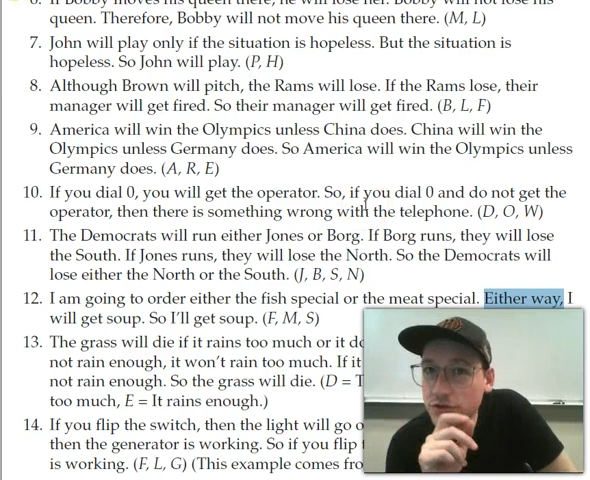 queen. Therefore, Bobby will not move his queen there. (M, L)
7. John will play only if the situation is hopeless. But the situation is
hopeless. So John will play. (P, H)
8. Although Brown will pitch, the Rams will lose. If the Rams lose, their
manager will get fired. So their manager will get fired. (B, L, F)
9. America will win the Olympics unless China does. China will win the
Olympics unless Germany does. So America will win the Olympics unless
Germany does. (A, R, E)
10. If you dial 0, you will get the operator. So, if you dial 0 and do not get the
operator, then there is something wrong with the telephone. (D, O, W)
11. The Democrats will run either Jones or Borg. If Borg runs, they will lose
the South. If Jones runs, they will lose the North. So the Democrats will
lose either the North or the South. (J, B, S, N)
12. I am going to order either the fish special or the meat special. Either way, I
will get soup. So I'll get soup. (F, M, S)
13. The grass will die if it rains too much or it do
not rain enough, it won't rain too much. If it
not rain enough. So the grass will die. (D = T
too much, E = It rains enough.)
14. If you flip the switch, then the light will go o
then the generator is working. So if you flip
is working. (F, L, G) (This example comes fro